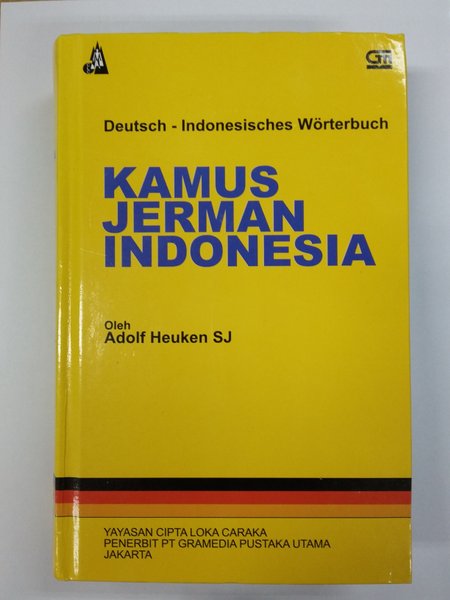 Deutsch - Indonesisches Wörterbuch
KAMUS
JERMAN
INDONESIA
Oleh
Adolf Heuken SJ
YAYASAN CIPTA LOKA CARAKA
PENERBIT PT GRAMEDIA PUSTAKA UTAMA
JAKARTA